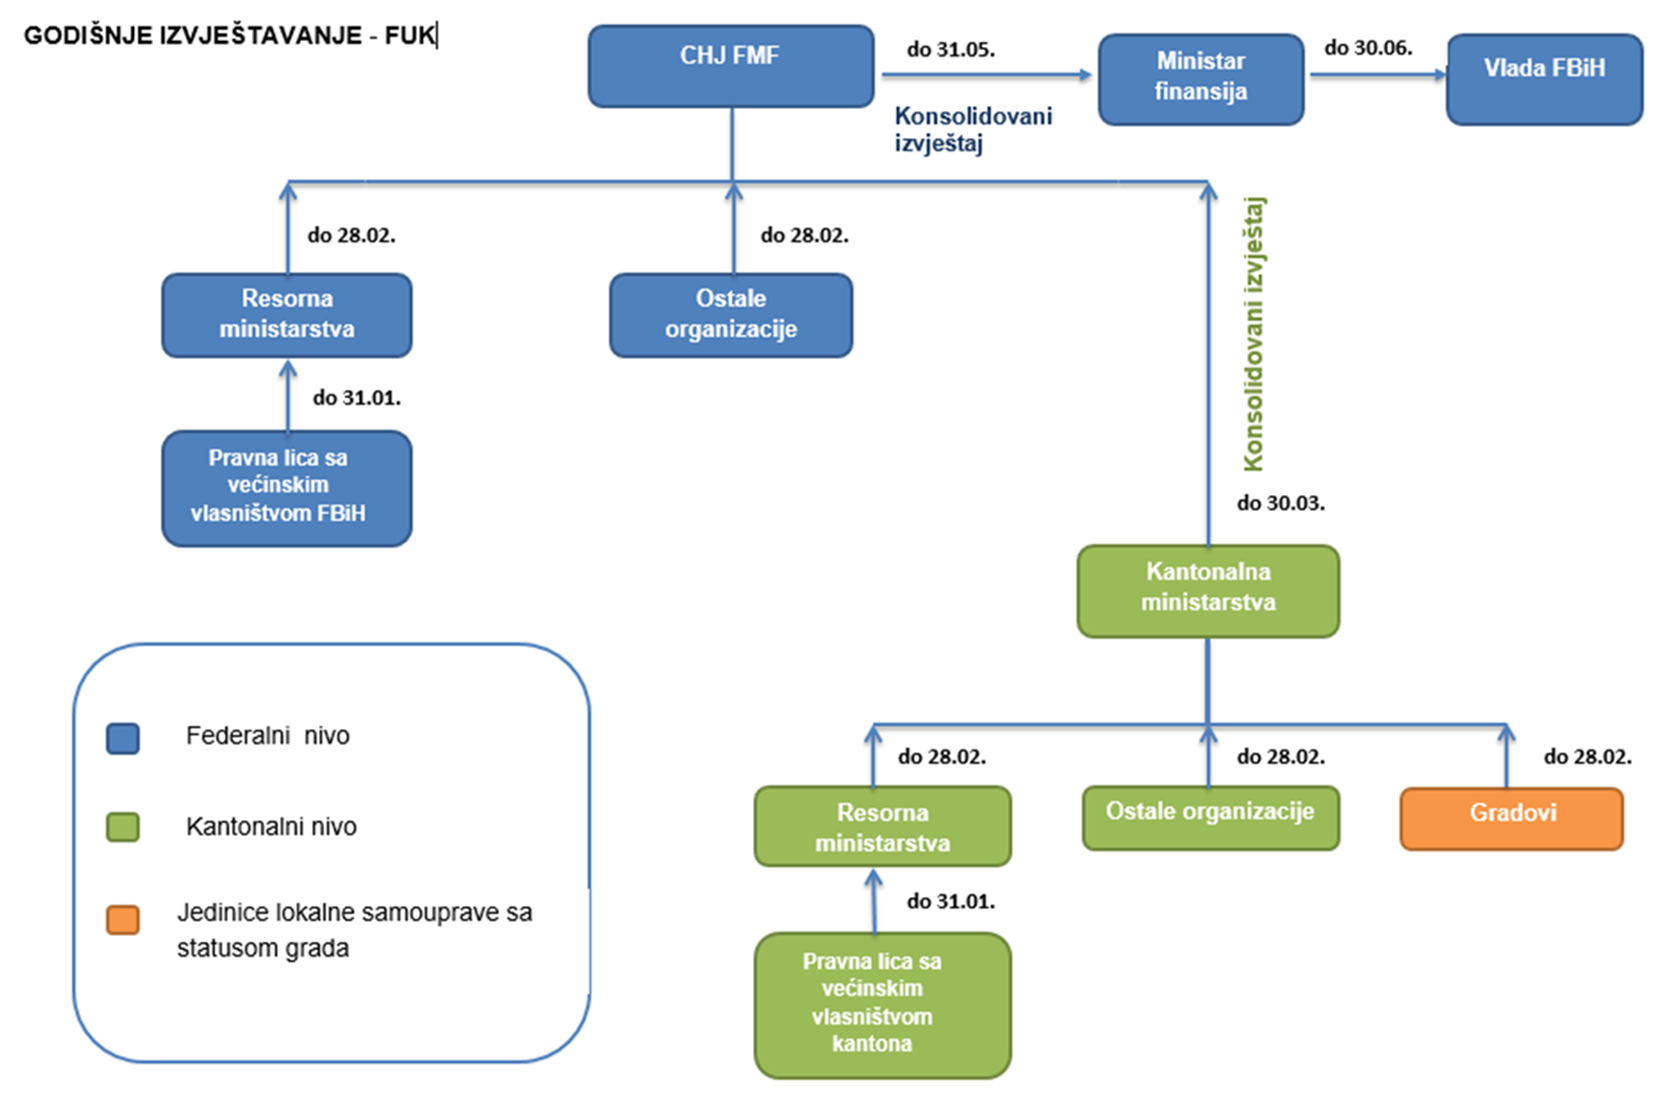 GODIŠNJE IZVJEŠTAVANJE - FUK
CHJ FMF
do 31.05.
Konsolidovani
izvještaj
Ministar
finansija
do 30.06.
Vlada FBiH
do 28.02.
do 28.02.
Konsolidovani izvještaj
Resorna
ministarstva
Ostale
organizacije
do 31.01.
Pravna lica sa
većinskim
vlasništvom FBiH
do 30.03.
Kantonalna
ministarstva
Federalni  nivo
Kantonalni nivo
Jedinice lokalne samouprave sa
statusom grada
do 28.02.
do 28.02.
do 28.02.
Resorna
ministarstva
Ostale organizacije
Gradovi
do 31.01.
Pravna lica sa
većinskim
vlasništvom
kantona